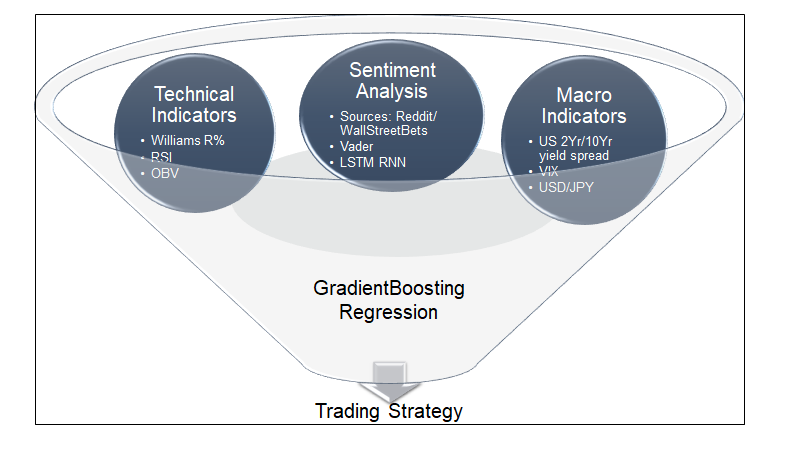 Technical
Indicators
• Williams R%
• RSI
• OBV
Sentiment
Analysis
• Sources: Reddit/
WallStreetBets
• Vader
• LSTM RNN
Macro
Indicators
• US 2Yr/10Yr
yield spread
• VIX
• USD/JPY
GradientBoosting
Regression
Trading Strategy